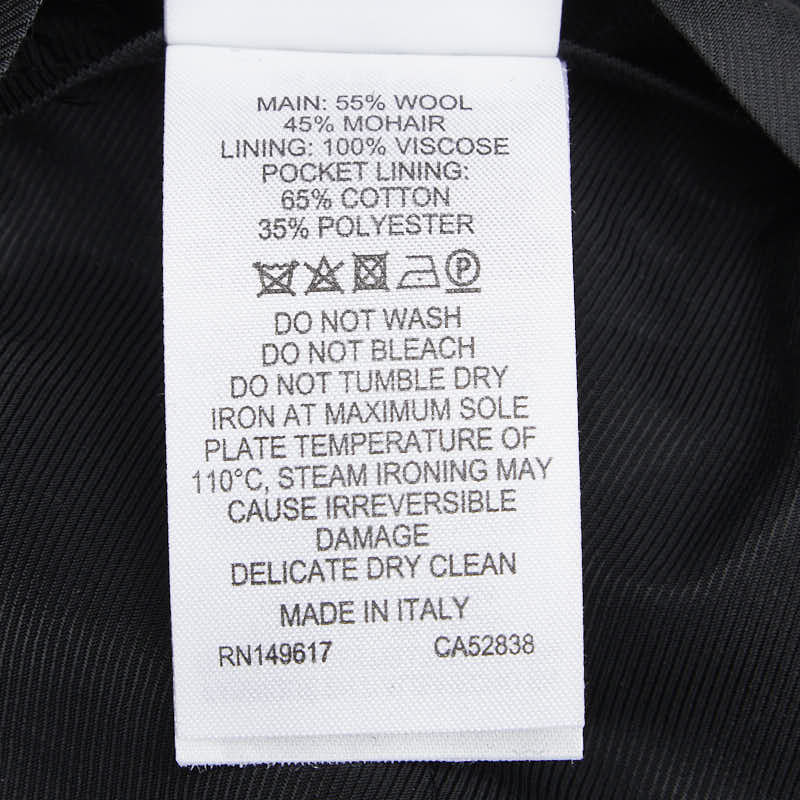 MAIN: 55% WOOL
45% MOHAIR
LINING: 100% VISCOSE
POCKET LINING:
65% COTTON
35% POLYESTER
P
DO NOT WASH
DO NOT BLEACH
DO NOT TUMBLE DRY
IRON AT MAXIMUM SOLE
PLATE TEMPERATURE OF
110°C, STEAM IRONING MAY
CAUSE IRREVERSIBLE
DAMAGE
DELICATE DRY CLEAN
MADE IN ITALY
RN149617 CA52838